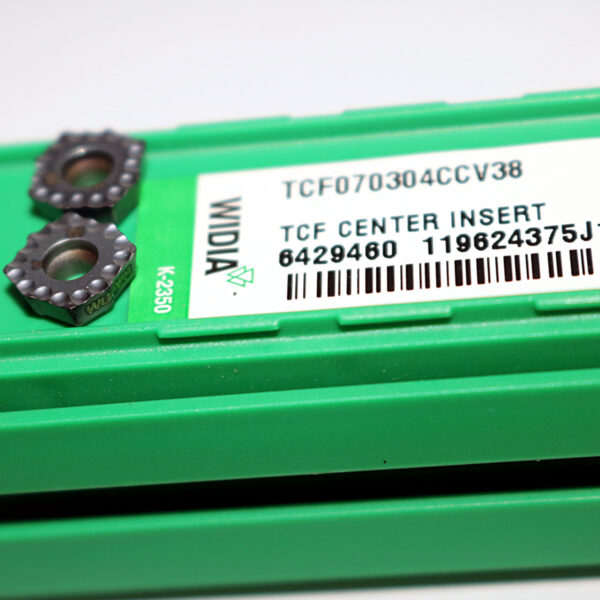 TCF070304CCV38
TCF CENTER INSERT
6429460 119624375J
WIDIA
K-2350